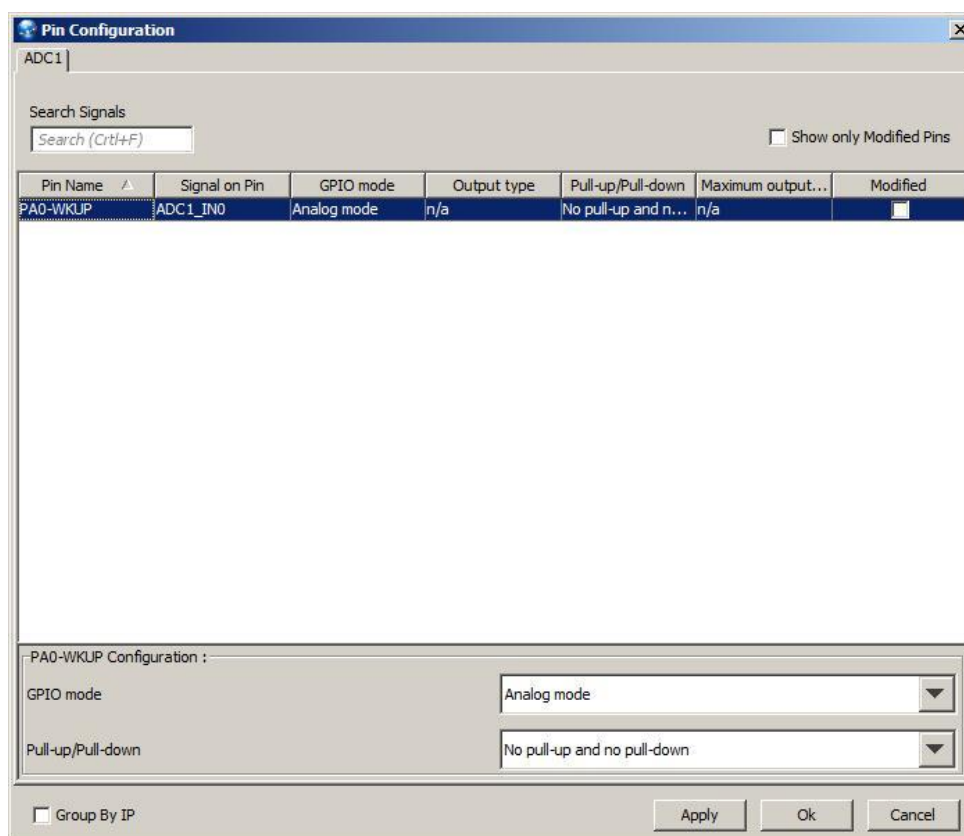 Pin Configuration
ADC1
Search Signals
Search (Crtl+F)
Show only Modified Pins
Pin Name Signal on Pin GPIO mode Output type Pull-up/Pull-down Maximum output... Modified
PA0-WKUP ADC1_IN0 Analog mode n/a No pull-up and n... n/a
PA0-WKUP Configuration :
GPIO mode Analog mode
Pull-up/Pull-down No pull-up and no pull-down
Group By IP Apply Ok Cancel